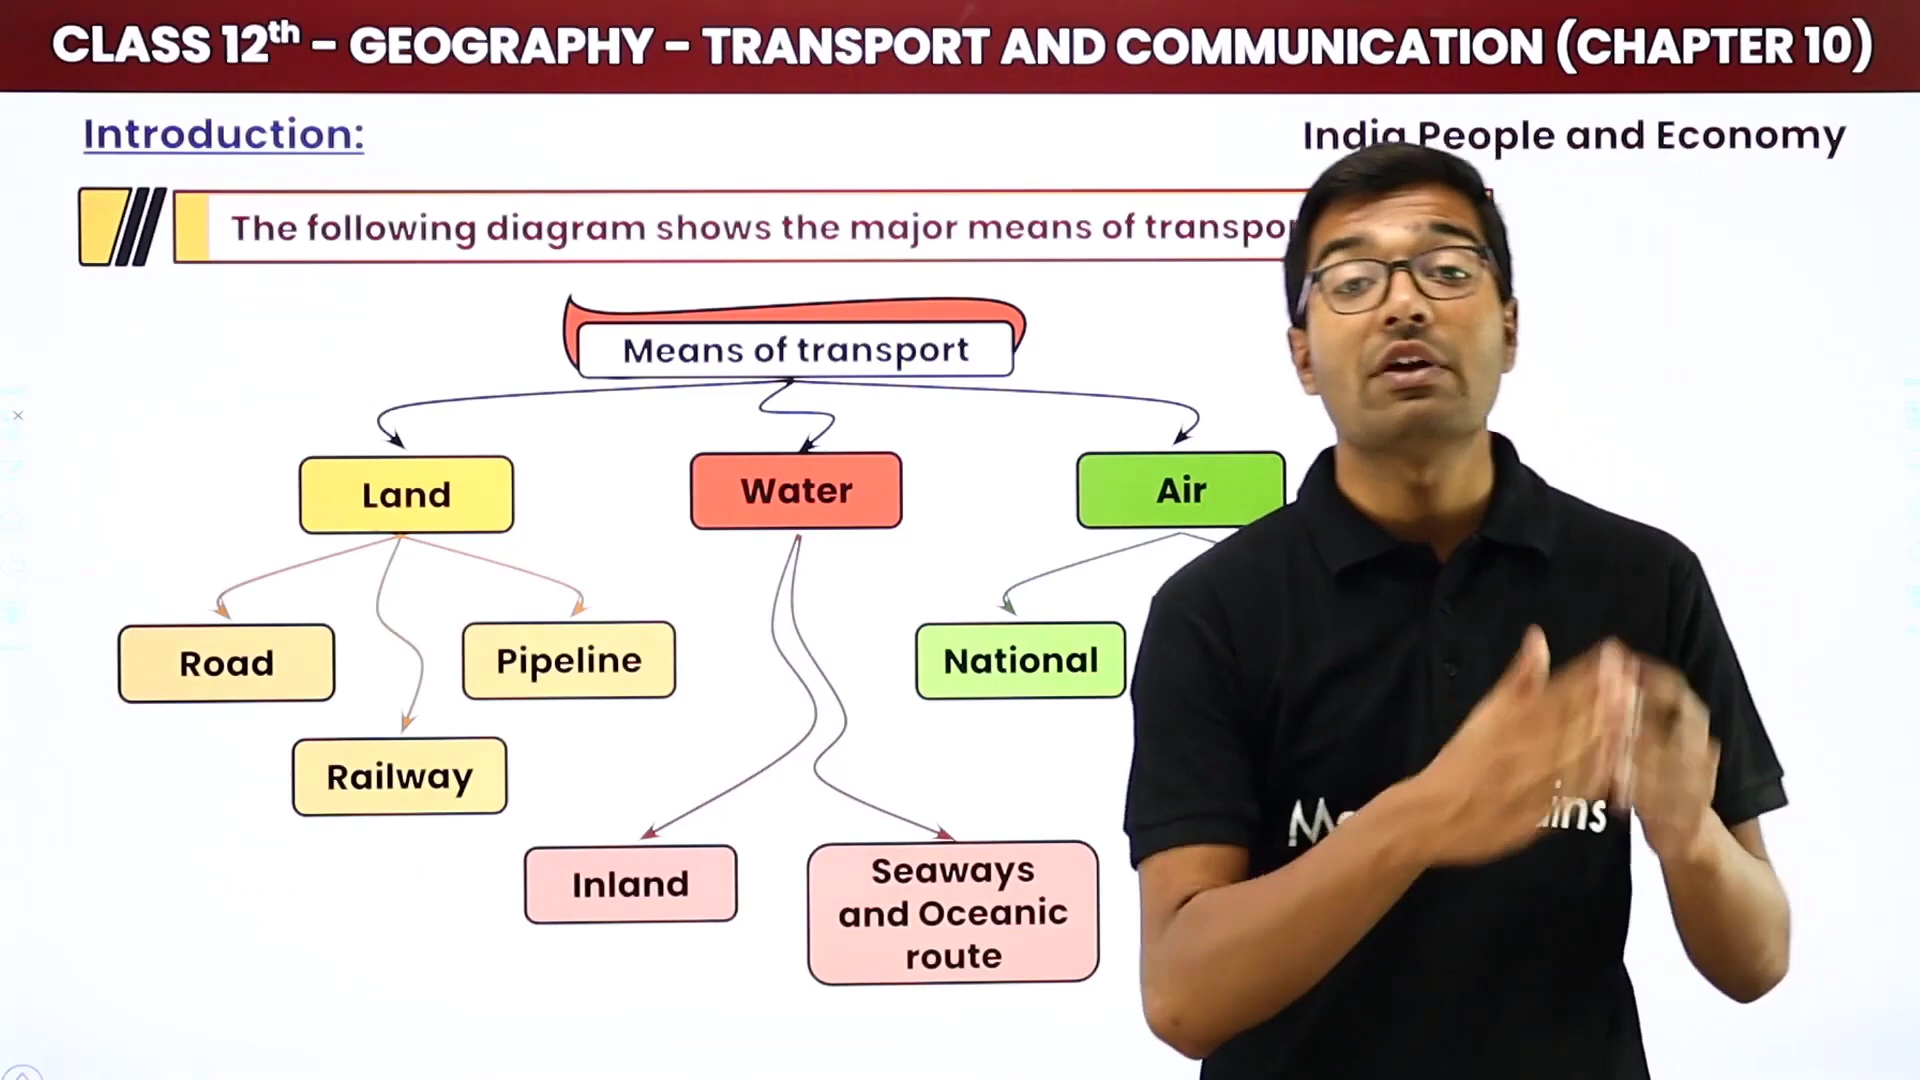 CLASS 12th - GEOGRAPHY - TRANSPORT AND COMMUNICATION (CHAPTER 10)
Introduction:
India People and Economy
The following diagram shows the major means of
Means of transport
Land
Water
Air
Road
Pipeline
National
Railway
Inland
Seaways
and Oceanic
route